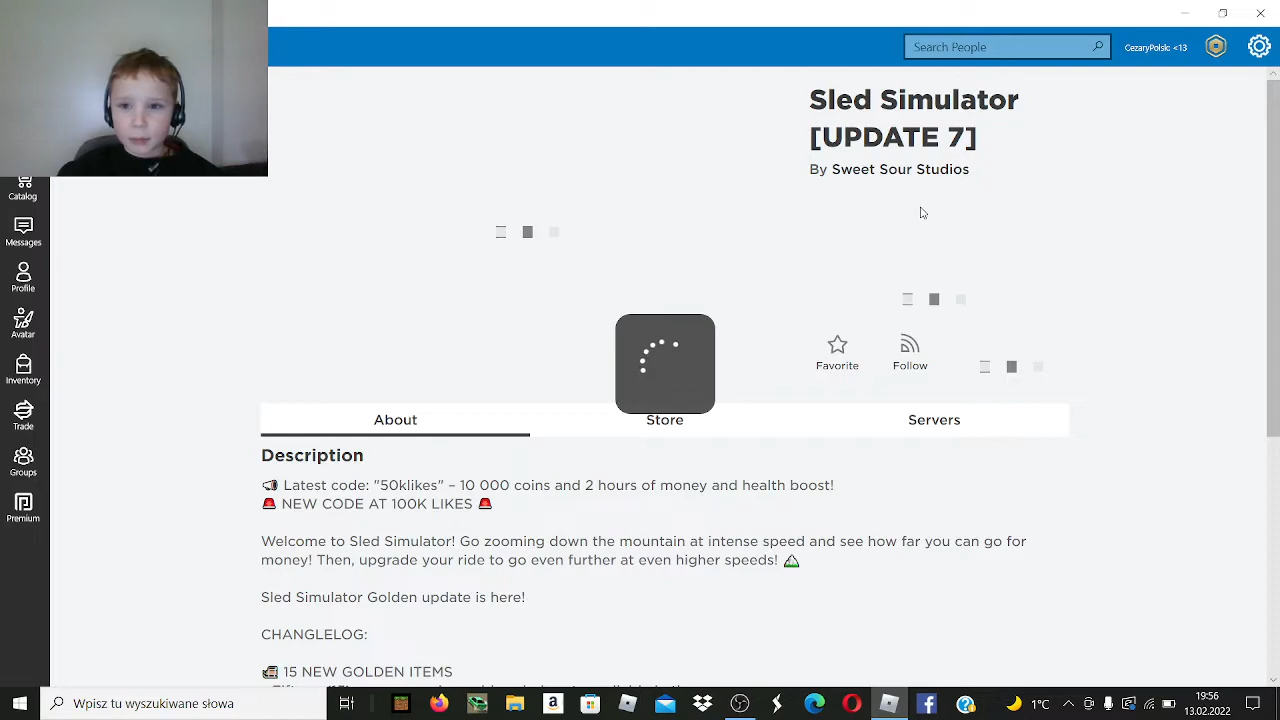 Search People
CezaryPolsic <13
Sled Simulator
[UPDATE 7]
By Sweet Sour Studios
Catalog
Messages
Profile
Avatar
Inventory
Trade
Groups
Premium
Favorite
Follow
About
Store
Servers
Description
Latest code: "50klikes" – 10 000 coins and 2 hours of money and health boost!
NEW CODE AT 100K LIKES
Welcome to Sled Simulator! Go zooming down the mountain at intense speed and see how far you can go for
money! Then, upgrade your ride to go even further at even higher speeds!
Sled Simulator Golden update is here!
CHANGLELOG:
15 NEW GOLDEN ITEMS
Wpisz tu wyszukiwane słowa
1°C
19:56
13.02.2022